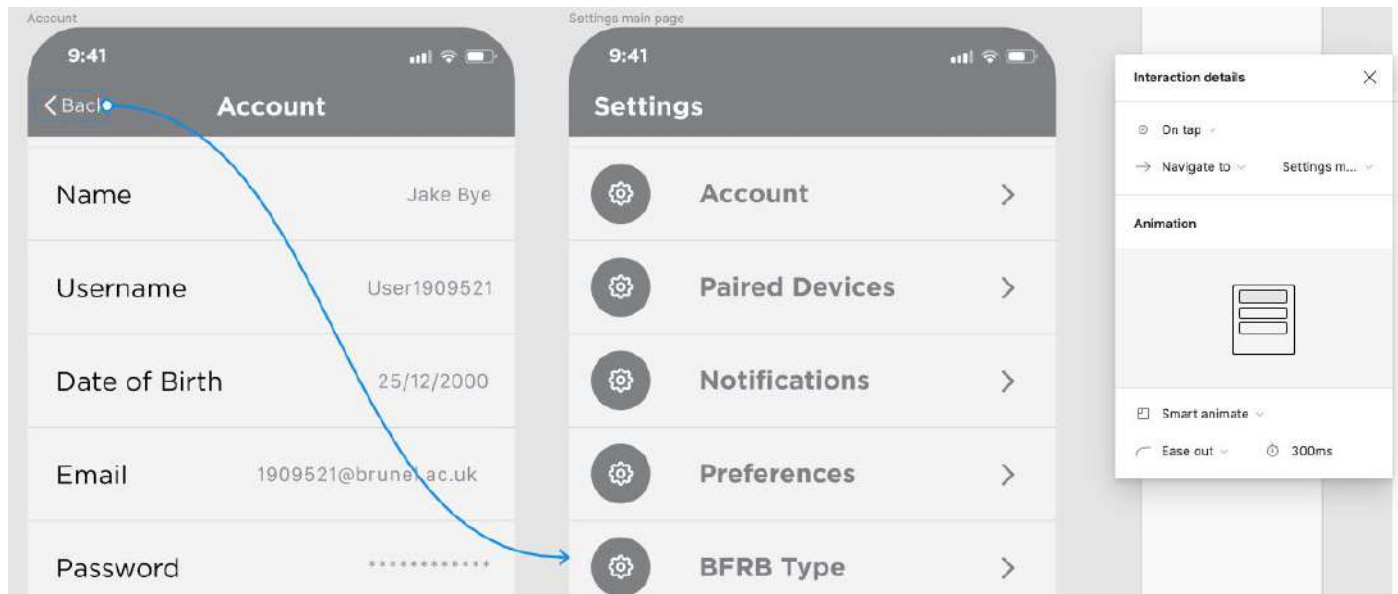 Account
9:41
Back
Account
Name
Jake Bye
Username
User1909521
Date of Birth
25/12/2000
Email
1909521@brunel.ac.uk
Password
************
Settings main page
9:41
Settings
Account
Paired Devices
Notifications
Preferences
BFRB Type
Interaction details
On tap
Navigate to
Settings m...
Animation
Smart animate
Ease out
300ms